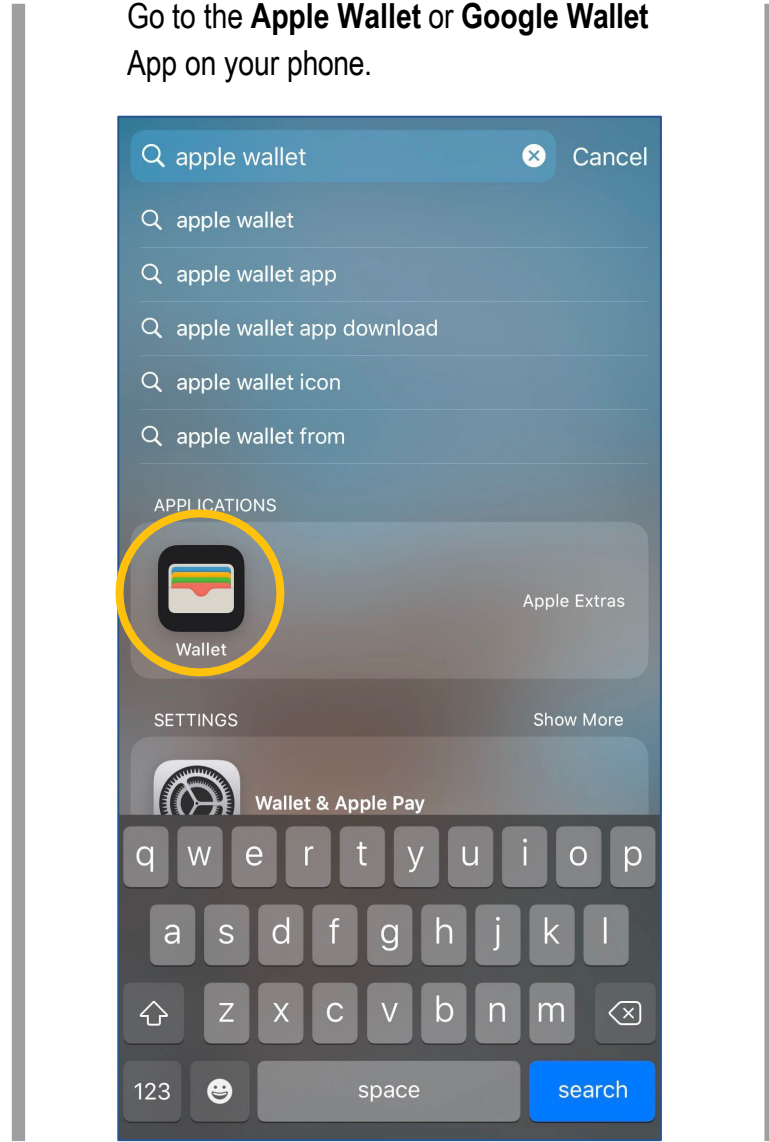 Go to the Apple Wallet or Google Wallet
App on your phone.
apple wallet Cancel
apple wallet
apple wallet app
apple wallet app download
apple wallet icon
apple wallet from
APPLICATIONS
Apple Extras
Wallet
SETTINGS Show More
Wallet & Apple Pay
q w e r t y u i o p
a s d f g h j k l
z x c v b n m
123 space search